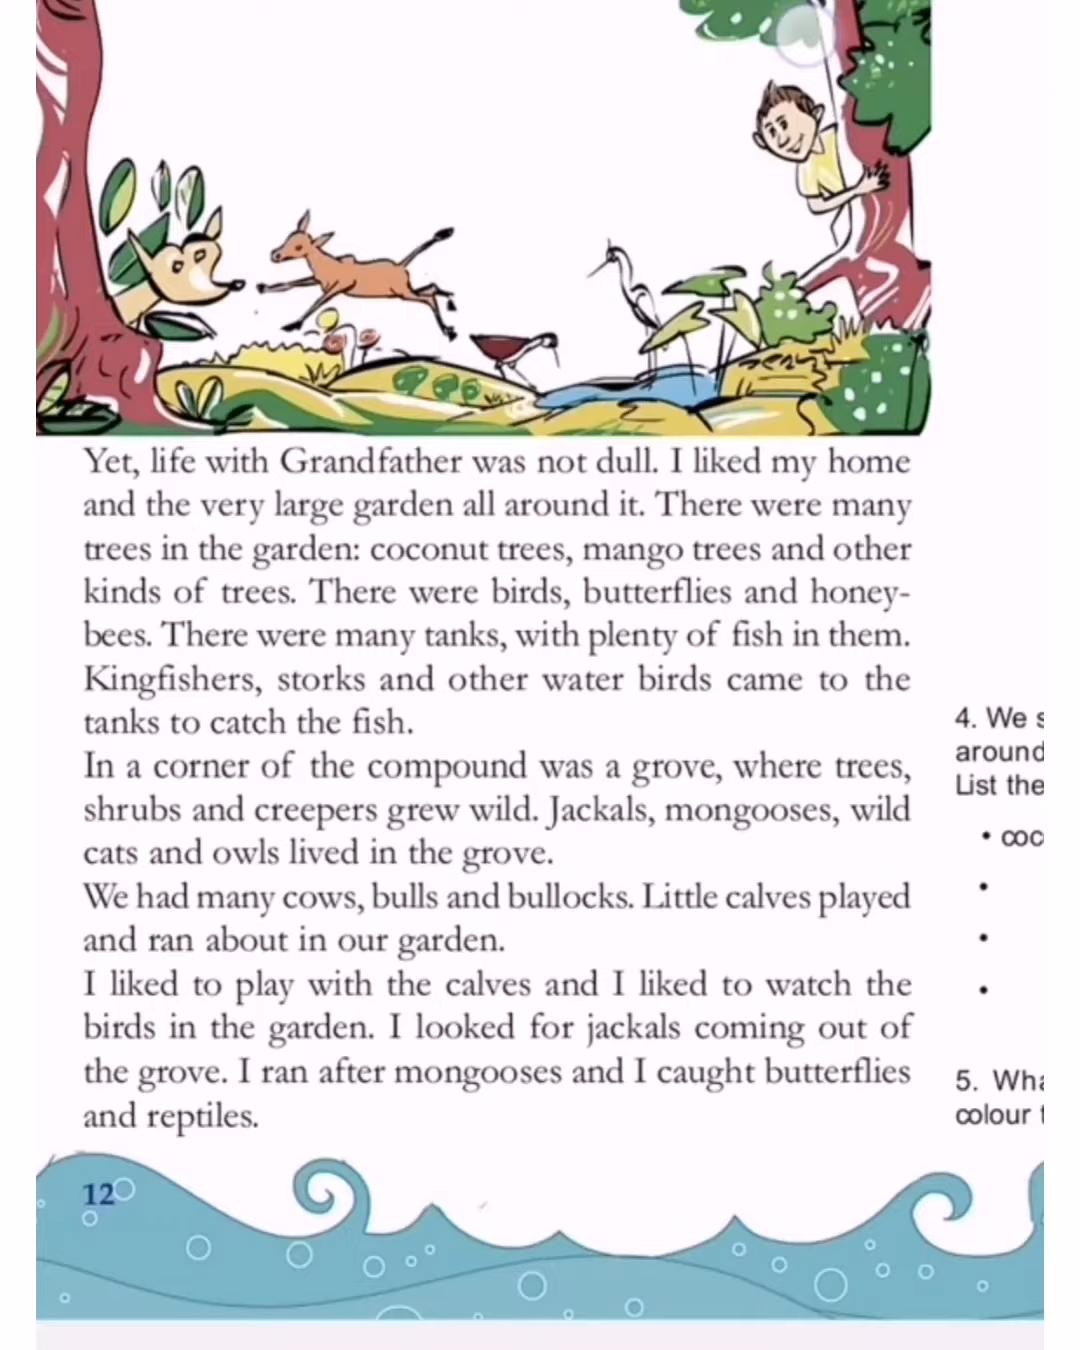 Yet, life with Grandfather was not dull. I liked my home
and the very large garden all around it. There were many
trees in the garden: coconut trees, mango trees and other
kinds of trees. There were birds, butterflies and honey-
bees. There were many tanks, with plenty of fish in them.
Kingfishers, storks and other water birds came to the
tanks to catch the fish.
In a corner of the compound was a grove, where trees,
shrubs and creepers grew wild. Jackals, mongooses, wild
cats and owls lived in the grove.
We had many cows, bulls and bullocks. Little calves played
and ran about in our garden.
I liked to play with the calves and I liked to watch the
birds in the garden. I looked for jackals coming out of
the grove. I ran after mongooses and I caught butterflies
and reptiles.
12
4. We
around
List the
•
•
•
•
5.
colour